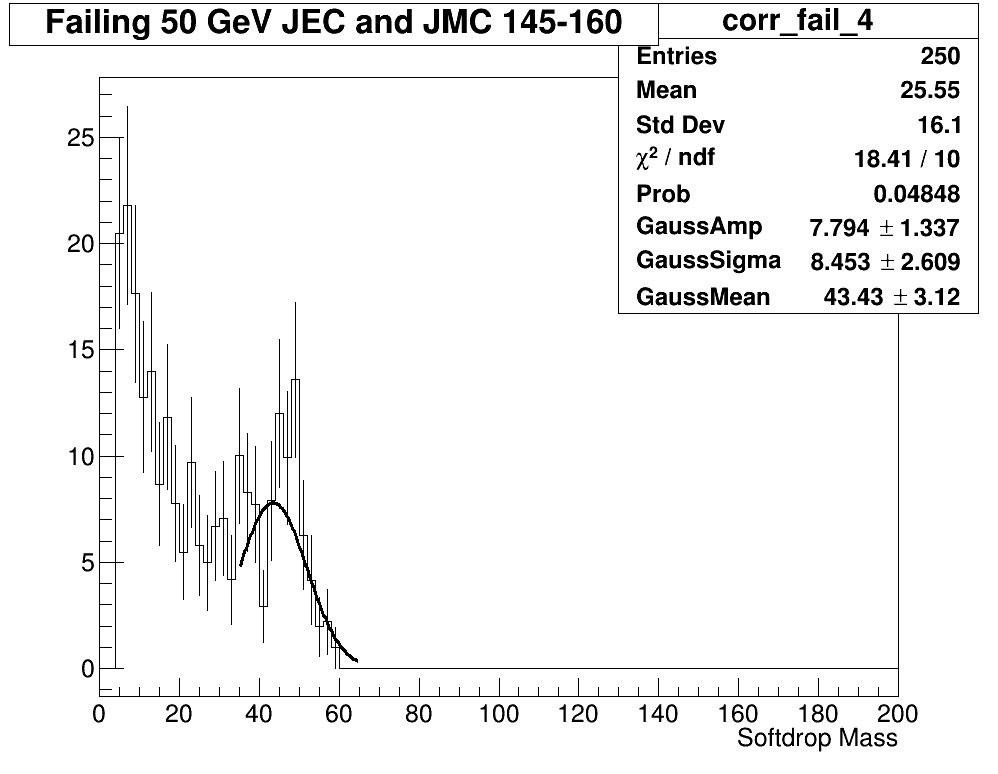 Failing 50 GeV JEC and JMC 145-160
corr_fail_4
Entries 250
Mean 25.55
Std Dev 16.1
χ² / ndf 18.41 / 10
Prob 0.04848
GaussAmp 7.794 ± 1.337
GaussSigma 8.453 ± 2.609
GaussMean 43.43 ± 3.12
25
20
15
10
5
0
0 20 40 60 80 100 120 140 160 180 200
Softdrop Mass